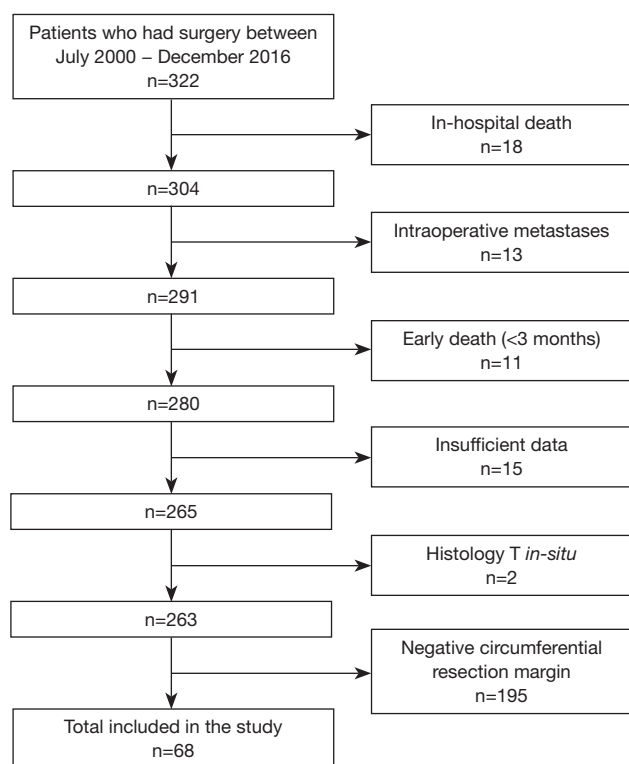 Patients who had surgery between
July 2000 – December 2016
n=322
In-hospital death
n=18
n=304
Intraoperative metastases
n=13
n=291
Early death (<3 months)
n=11
n=280
Insufficient data
n=15
n=265
Histology T in-situ
n=2
n=263
Negative circumferential
resection margin
n=195
Total included in the study
n=68